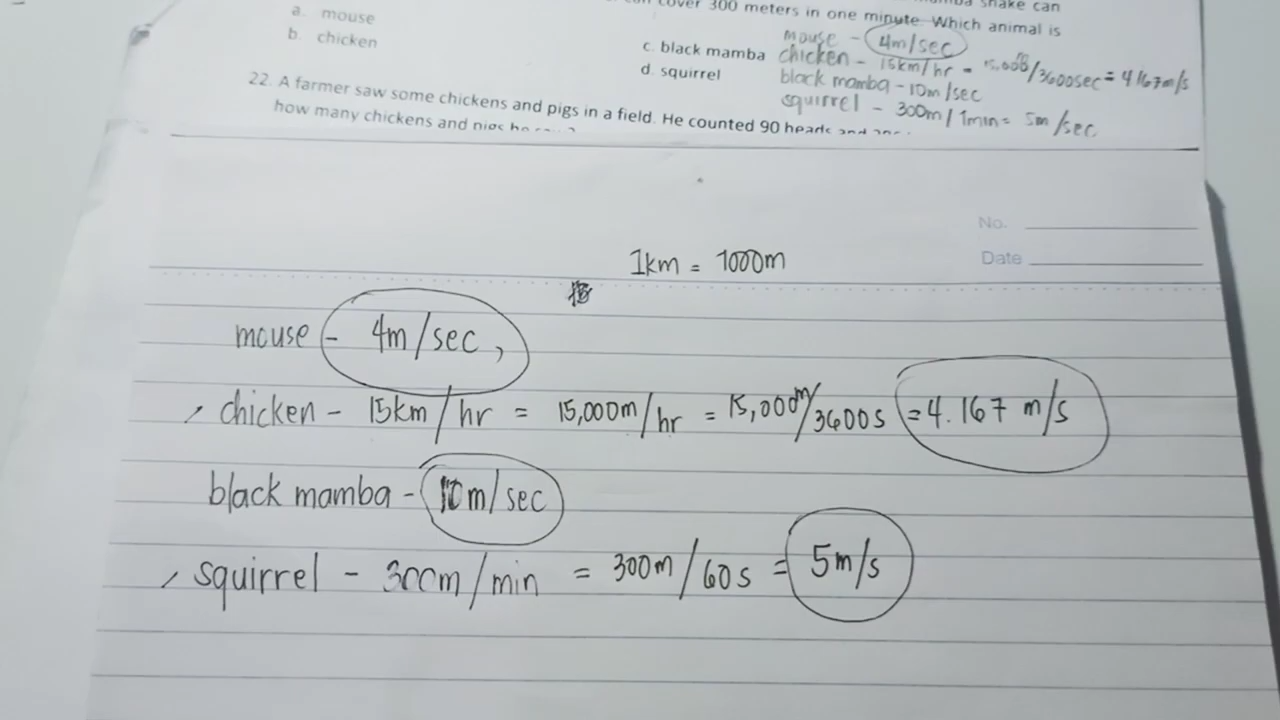 snake can
cover 300 meters in one minute. Which animal is
a. mouse
b. chicken
c. black mamba
d. squirrel
mouse - 4m/sec
chicken - 15km/hr = 15,000/3600sec = 4.167m/s
black mamba - 10m/sec
squirrel - 300m/1min = 5m/sec
22. A farmer saw some chickens and pigs in a field. He counted 90 heads and
how many chickens and pigs he
No.
Date
1km = 1000m
mouse - 4m/sec,
chicken - 15km/hr = 15,000m/hr = 15,000m/3600s = 4.167 m/s
black mamba - 10m/sec
squirrel - 300m/min = 300m/60s = 5m/s